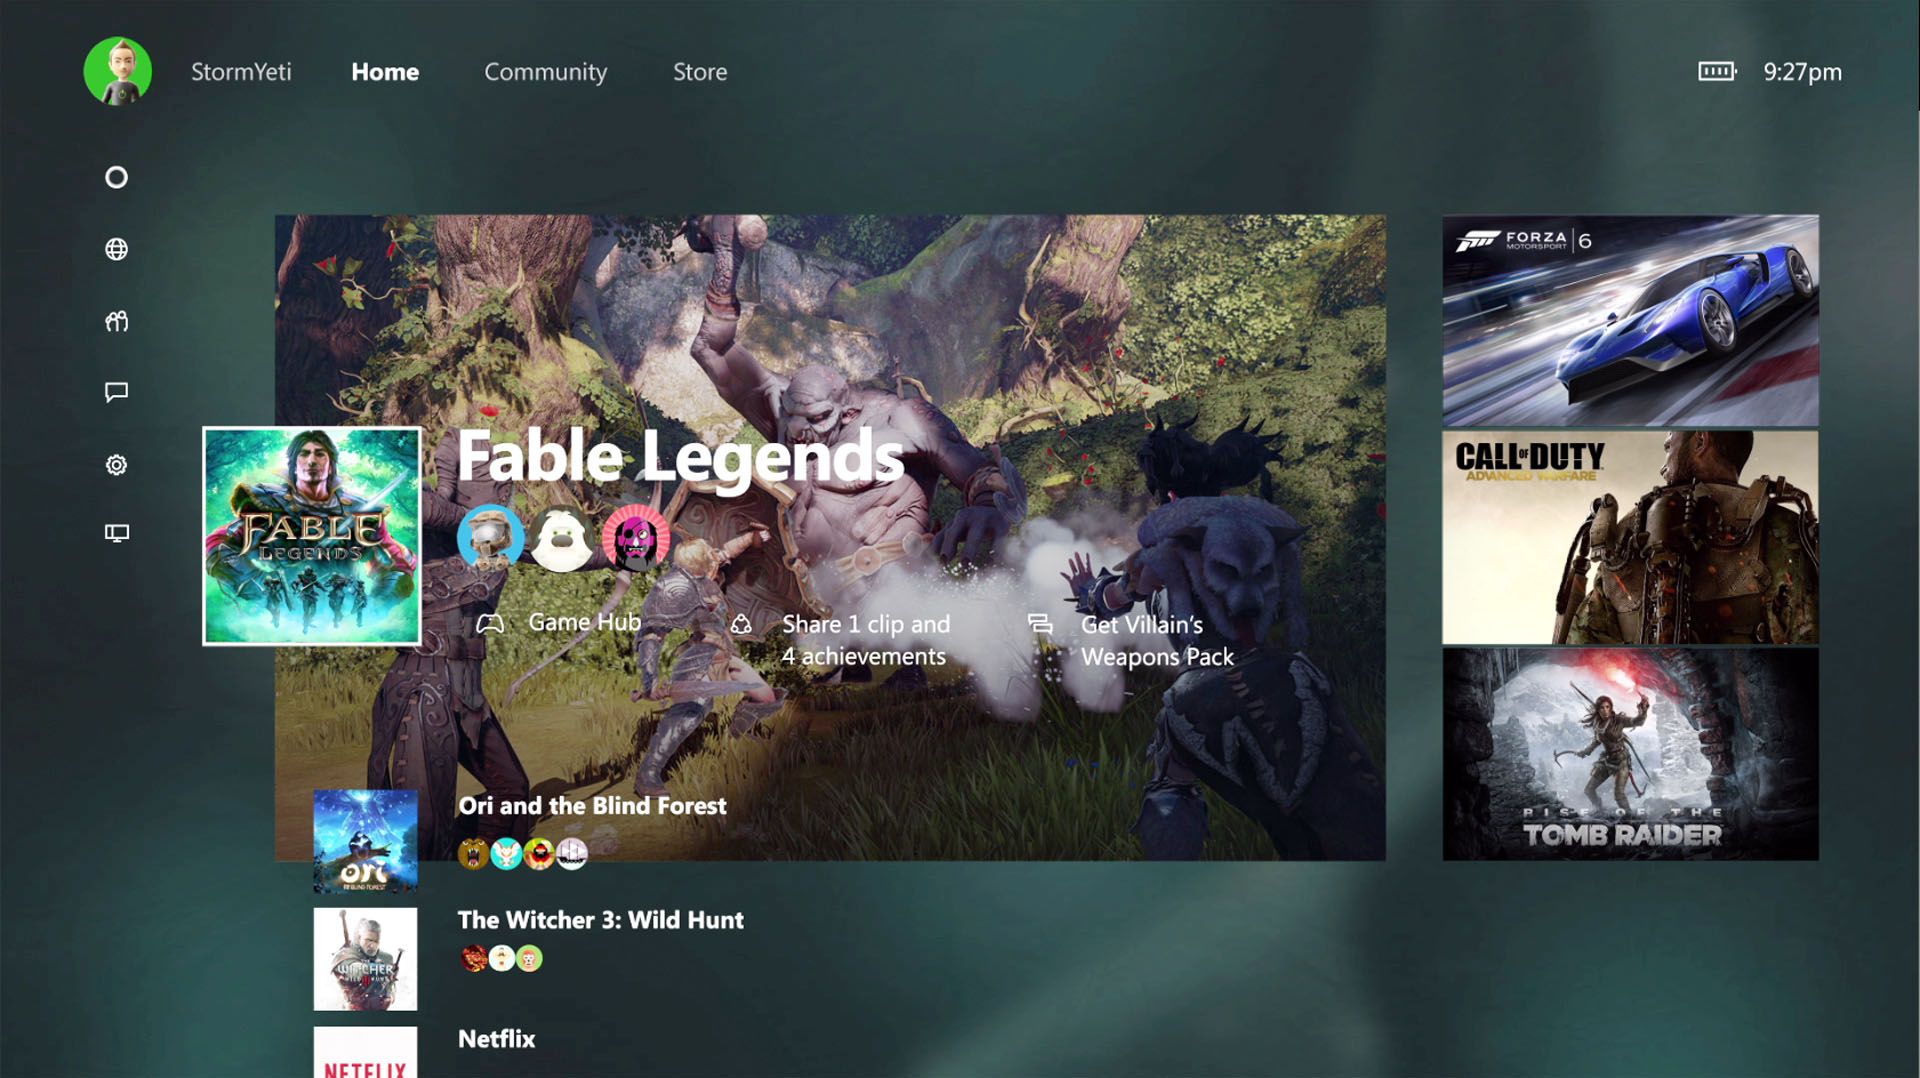 StormYeti
Home
Community
Store
9:27pm
FORZA
MOTORSPORT
6
CALL OF DUTY
ADVANCED WARFARE
Fable Legends
FABLE
LEGENDS
Game Hub
Share 1 clip and
4 achievements
Get Villain's
Weapons Pack
RISE OF THE
TOMB RAIDER
Ori and the Blind Forest
ORI
AND THE BLIND FOREST
The Witcher 3: Wild Hunt
THE
WITCHER
WILD HUNT
Netflix
NETFLIX